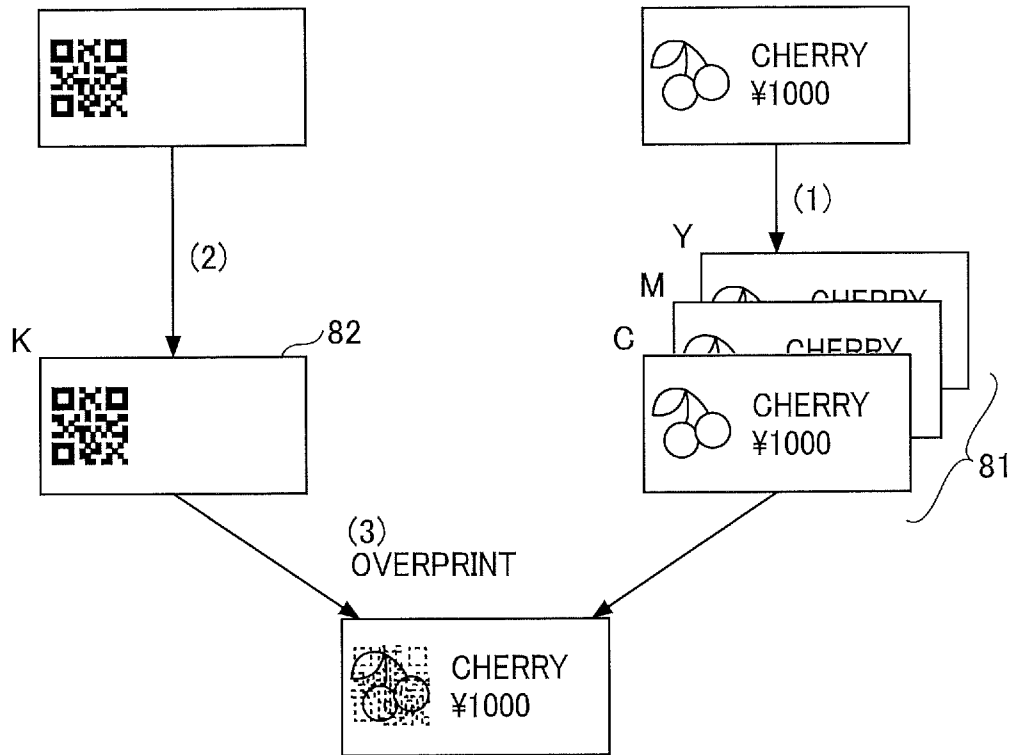 CHERRY
¥1000
(1)
(2)
Y
M
K
82
C
CHERRY
CHERRY
CHERRY
¥1000
81
(3)
OVERPRINT
CHERRY
¥1000